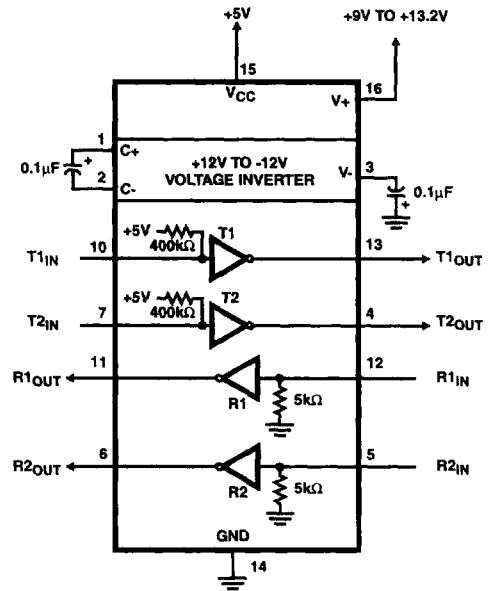 +5V
+9V TO +13.2V
15
VCC
16
V+
1
C+
0.1µF
+
2
C-
+12V TO -12V
VOLTAGE INVERTER
V-
3
0.1µF
+
+5V
400kΩ
T1
T1IN
10
13
T1OUT
+5V
400kΩ
T2
T2IN
7
4
T2OUT
R1OUT
11
R1
5kΩ
12
R1IN
R2OUT
6
R2
5kΩ
5
R2IN
GND
14